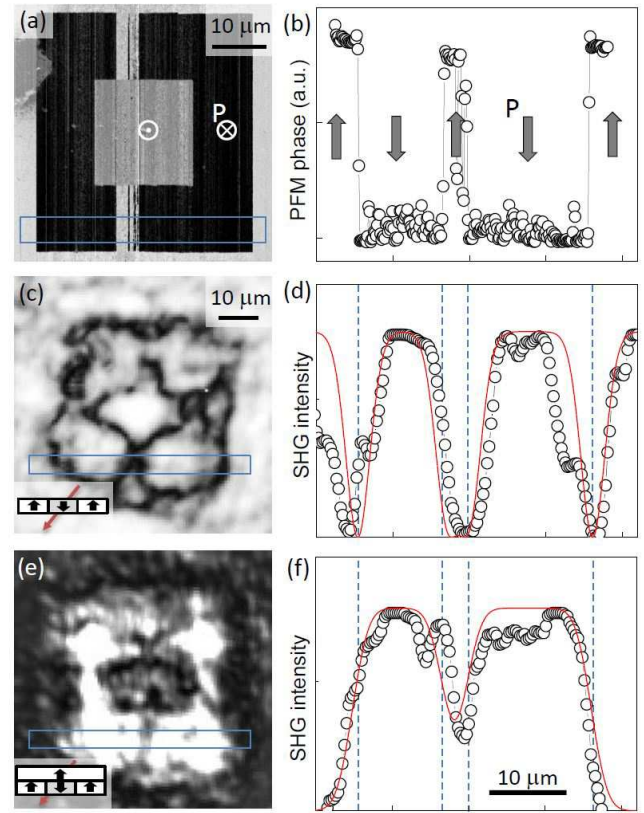 (a)
10 μm
P
(b)
PFM phase (a.u.)
P
(c)
10 μm
(d)
SHG intensity
(e)
(f)
SHG intensity
10 μm